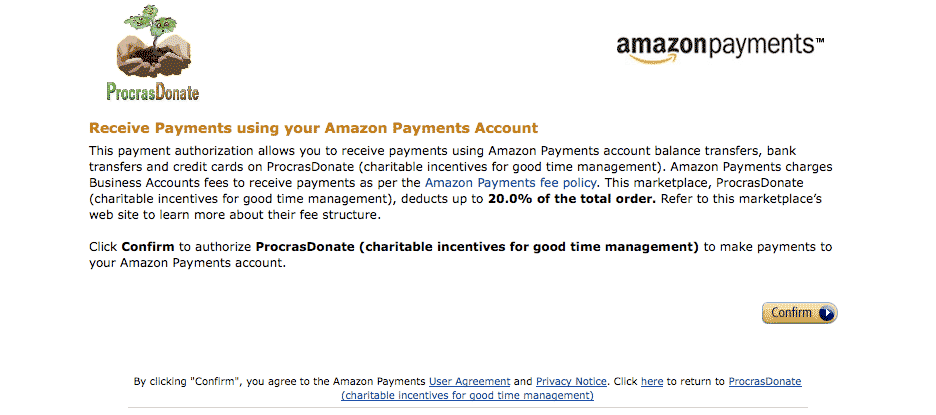 ProcrasDonate
amazonpayments™
Receive Payments using your Amazon Payments Account
This payment authorization allows you to receive payments using Amazon Payments account balance transfers, bank
transfers and credit cards on ProcrasDonate (charitable incentives for good time management). Amazon Payments charges
Business Accounts fees to receive payments as per the Amazon Payments fee policy. This marketplace, ProcrasDonate
(charitable incentives for good time management), deducts up to 20.0% of the total order. Refer to this marketplace's
web site to learn more about their fee structure.
Click Confirm to authorize ProcrasDonate (charitable incentives for good time management) to make payments to
your Amazon Payments account.
Confirm
By clicking "Confirm", you agree to the Amazon Payments User Agreement and Privacy Notice. Click here to return to ProcrasDonate
(charitable incentives for good time management)